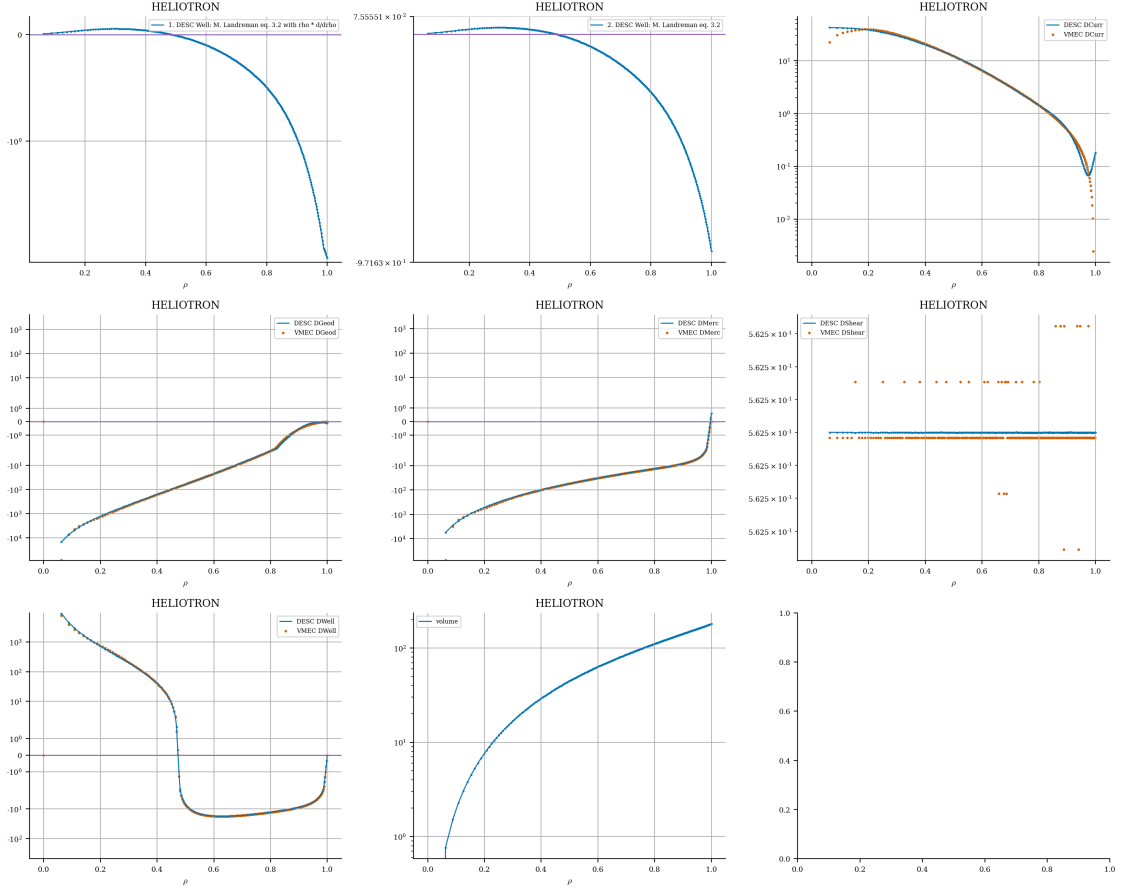 HELIOTRON
1. DESC Well: M. Landreman eq. 3.2 with rho * d/drho
0
-10⁰
0.2 0.4 0.6 0.8 1.0
ρ
HELIOTRON
7.55551 × 10⁻²
2. DESC Well: M. Landreman eq. 3.2
-9.7163 × 10⁻¹
0.2 0.4 0.6 0.8 1.0
ρ
HELIOTRON
DESC DCurr
VMEC DCurr
10¹
10⁰
10⁻¹
10⁻²
0.0 0.2 0.4 0.6 0.8 1.0
ρ
HELIOTRON
DESC DGeod
VMEC DGeod
10³
10²
10¹
10⁰
0
-10⁰
-10¹
-10²
-10³
-10⁴
0.0 0.2 0.4 0.6 0.8 1.0
ρ
HELIOTRON
DESC DMerc
VMEC DMerc
10³
10²
10¹
10⁰
0
-10⁰
-10¹
-10²
-10³
-10⁴
0.0 0.2 0.4 0.6 0.8 1.0
ρ
HELIOTRON
DESC DShear
VMEC DShear
5.625 × 10⁻¹
5.625 × 10⁻¹
5.625 × 10⁻¹
5.625 × 10⁻¹
5.625 × 10⁻¹
5.625 × 10⁻¹
5.625 × 10⁻¹
0.0 0.2 0.4 0.6 0.8 1.0
ρ
HELIOTRON
DESC DWell
VMEC DWell
10³
10²
10¹
10⁰
0
-10⁰
-10¹
-10²
0.0 0.2 0.4 0.6 0.8 1.0
ρ
HELIOTRON
volume
10²
10¹
10⁰
0.0 0.2 0.4 0.6 0.8 1.0
ρ
1.0
0.8
0.6
0.4
0.2
0.0
0.0 0.2 0.4 0.6 0.8 1.0